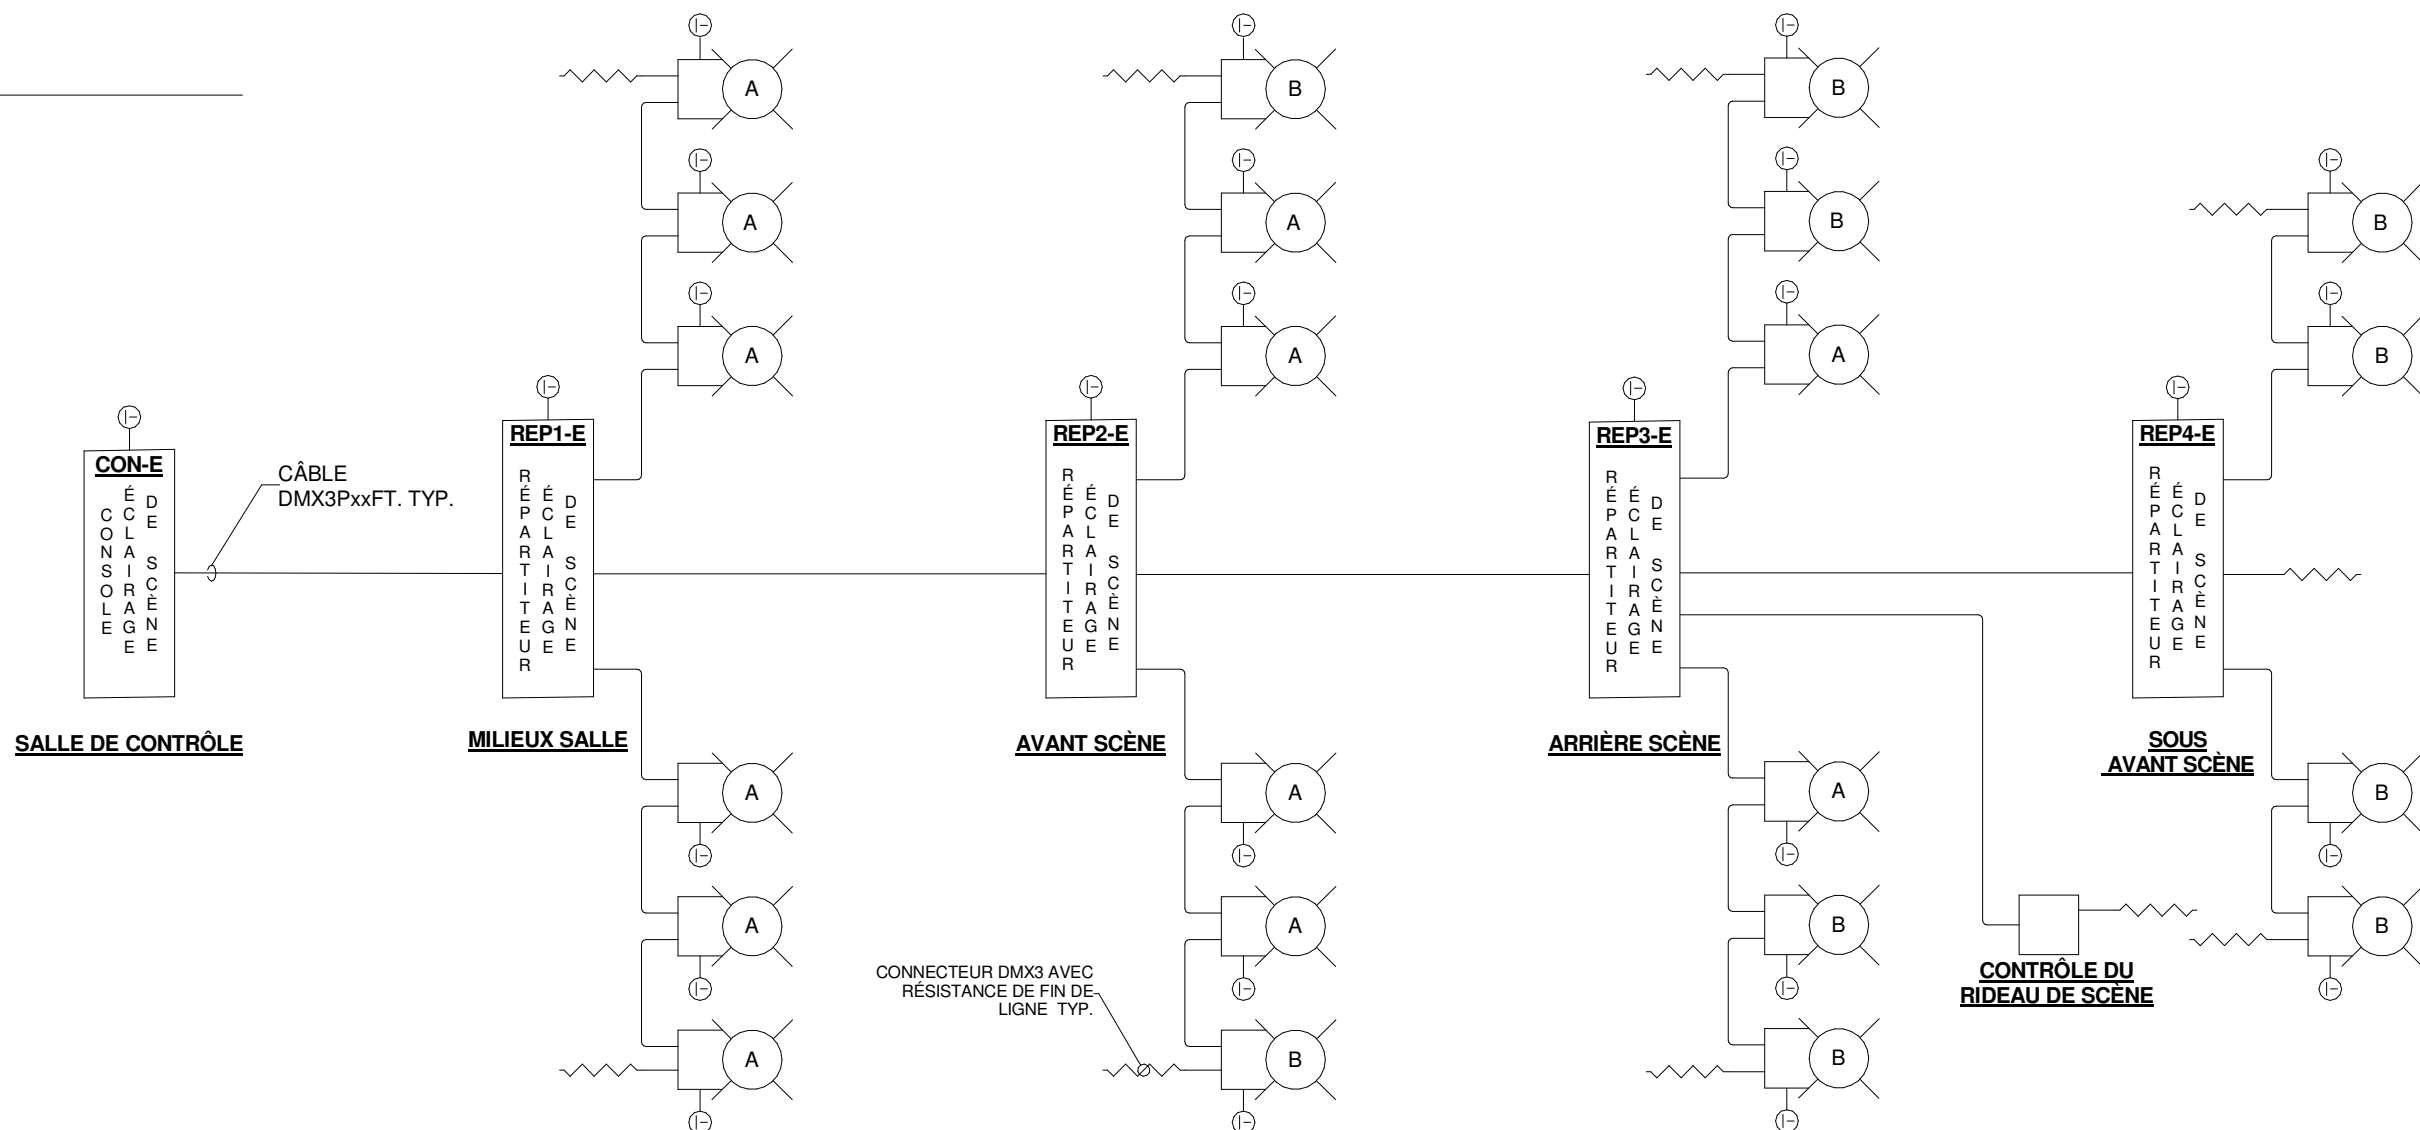 A
B
B
A
A
B
B
A
A
A
B
CON-E
CONSOLE
ÉCLAIRAGE
DE SCÈNE
CÂBLE
DMX3PxxFT. TYP.
REP1-E
RÉPARTITEUR
ÉCLAIRAGE
DE SCÈNE
REP2-E
RÉPARTITEUR
ÉCLAIRAGE
DE SCÈNE
REP3-E
RÉPARTITEUR
ÉCLAIRAGE
DE SCÈNE
REP4-E
RÉPARTITEUR
ÉCLAIRAGE
DE SCÈNE
SALLE DE CONTRÔLE
MILIEUX SALLE
AVANT SCÈNE
ARRIÈRE SCÈNE
SOUS
AVANT SCÈNE
A
A
A
B
A
A
B
B
CONNECTEUR DMX3 AVEC
RÉSISTANCE DE FIN DE
LIGNE TYP.
CONTRÔLE DU
RIDEAU DE SCÈNE
A
B
B